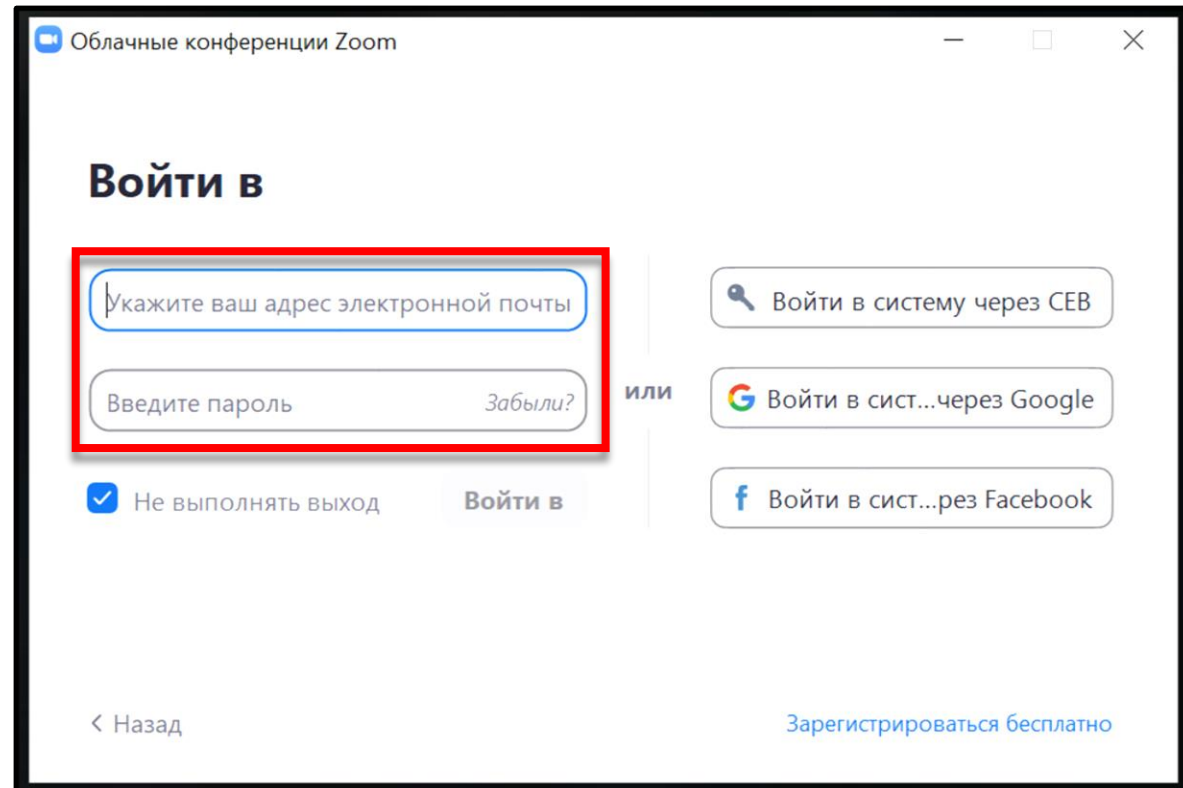 Облачные конференции Zoom
Войти в
Укажите ваш адрес электронной почты
Введите пароль
Забыли?
Не выполнять выход
Войти в
или
Войти в систему через СЕВ
Войти в сист...через Google
Войти в сист...рез Facebook
Назад
Зарегистрироваться бесплатно